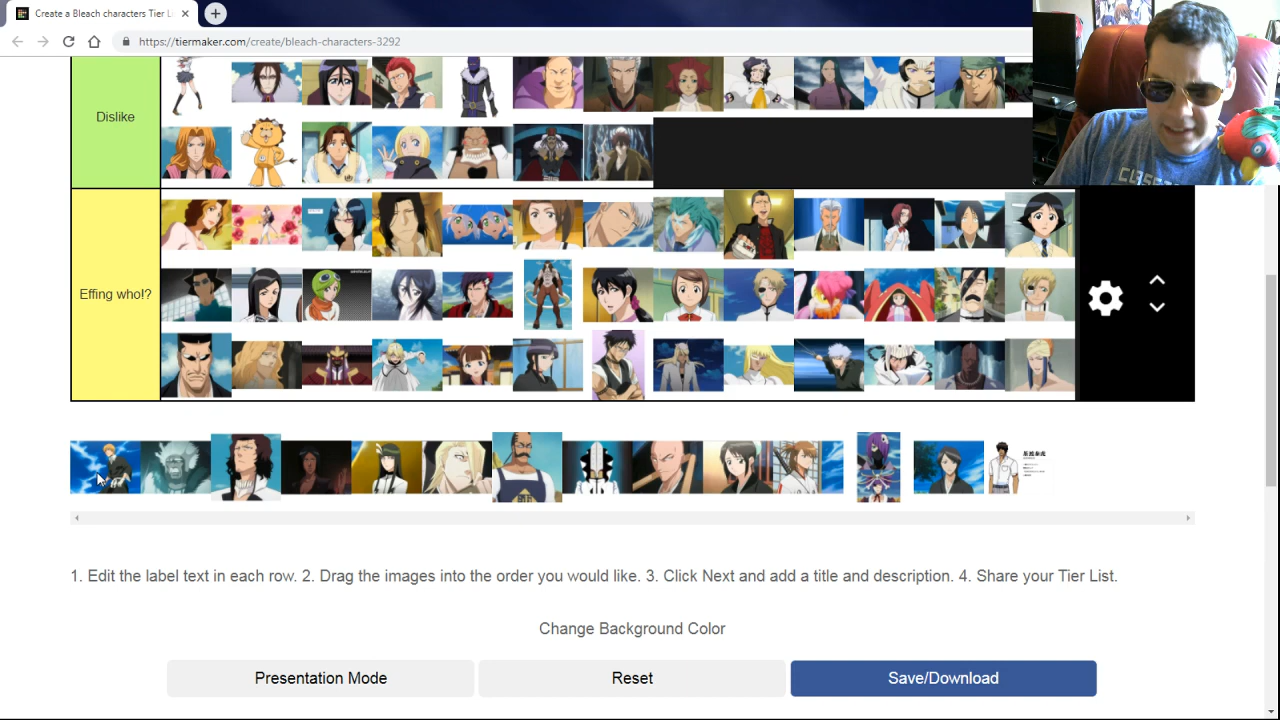 Create a Bleach characters Tier Li
https://tiermaker.com/create/bleach-characters-3292
Dislike
Effing who!?
1. Edit the label text in each row. 2. Drag the images into the order you would like. 3. Click Next and add a title and description. 4. Share your Tier List.
Change Background Color
Presentation Mode
Reset
Save/Download